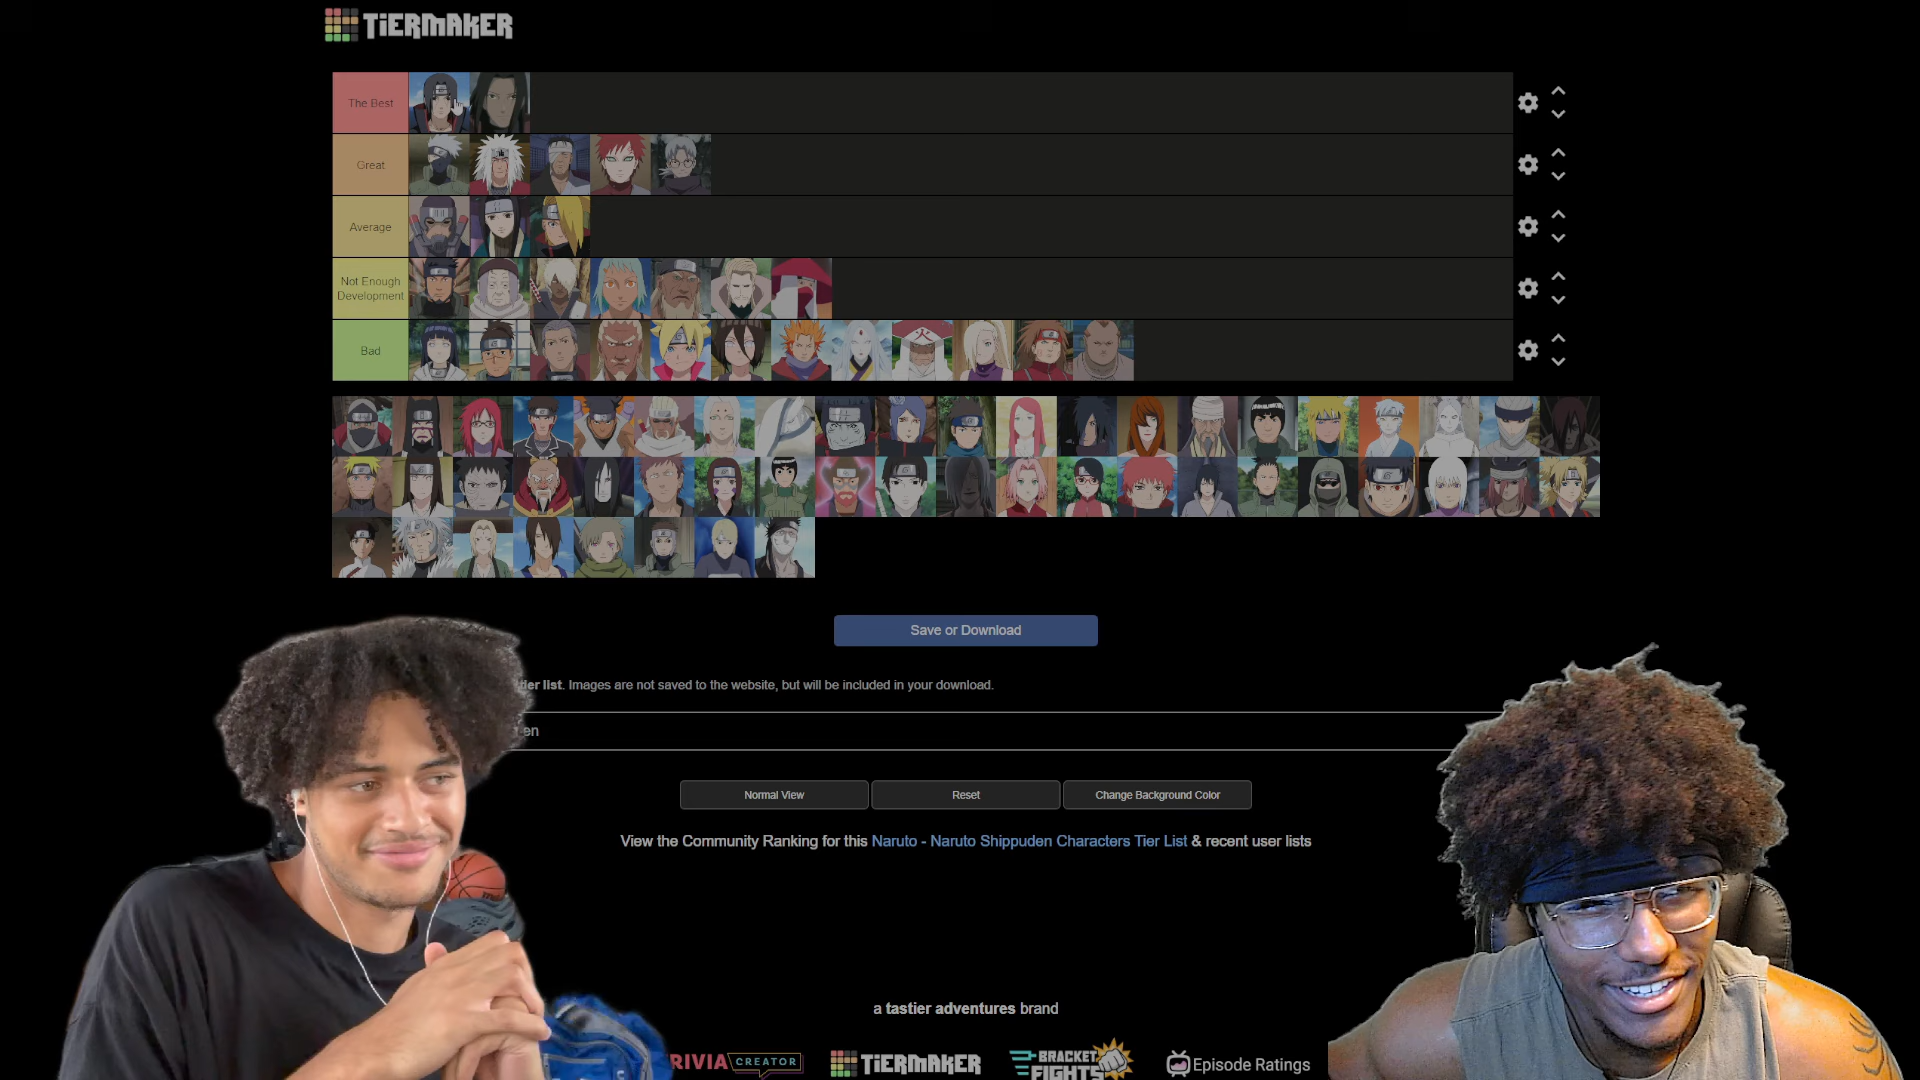 TiERMAKER
The Best
Great
Average
Not Enough
Development
Bad
Save or Download
tier list. Images are not saved to the website, but will be included in your download.
en
Normal View
Reset
Change Background Color
View the Community Ranking for this Naruto - Naruto Shippuden Characters Tier List & recent user lists
a tastier adventures brand
RIVIA CREATOR
TiERMAKER
BRACKET
FIGHTS
Episode Ratings